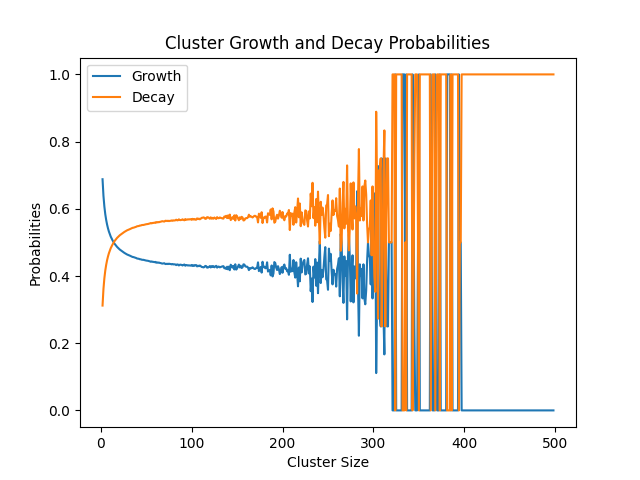 Cluster Growth and Decay Probabilities
Growth
Decay
1.0
0.8
0.6
0.4
0.2
0.0
Probabilities
0 100 200 300 400 500
Cluster Size